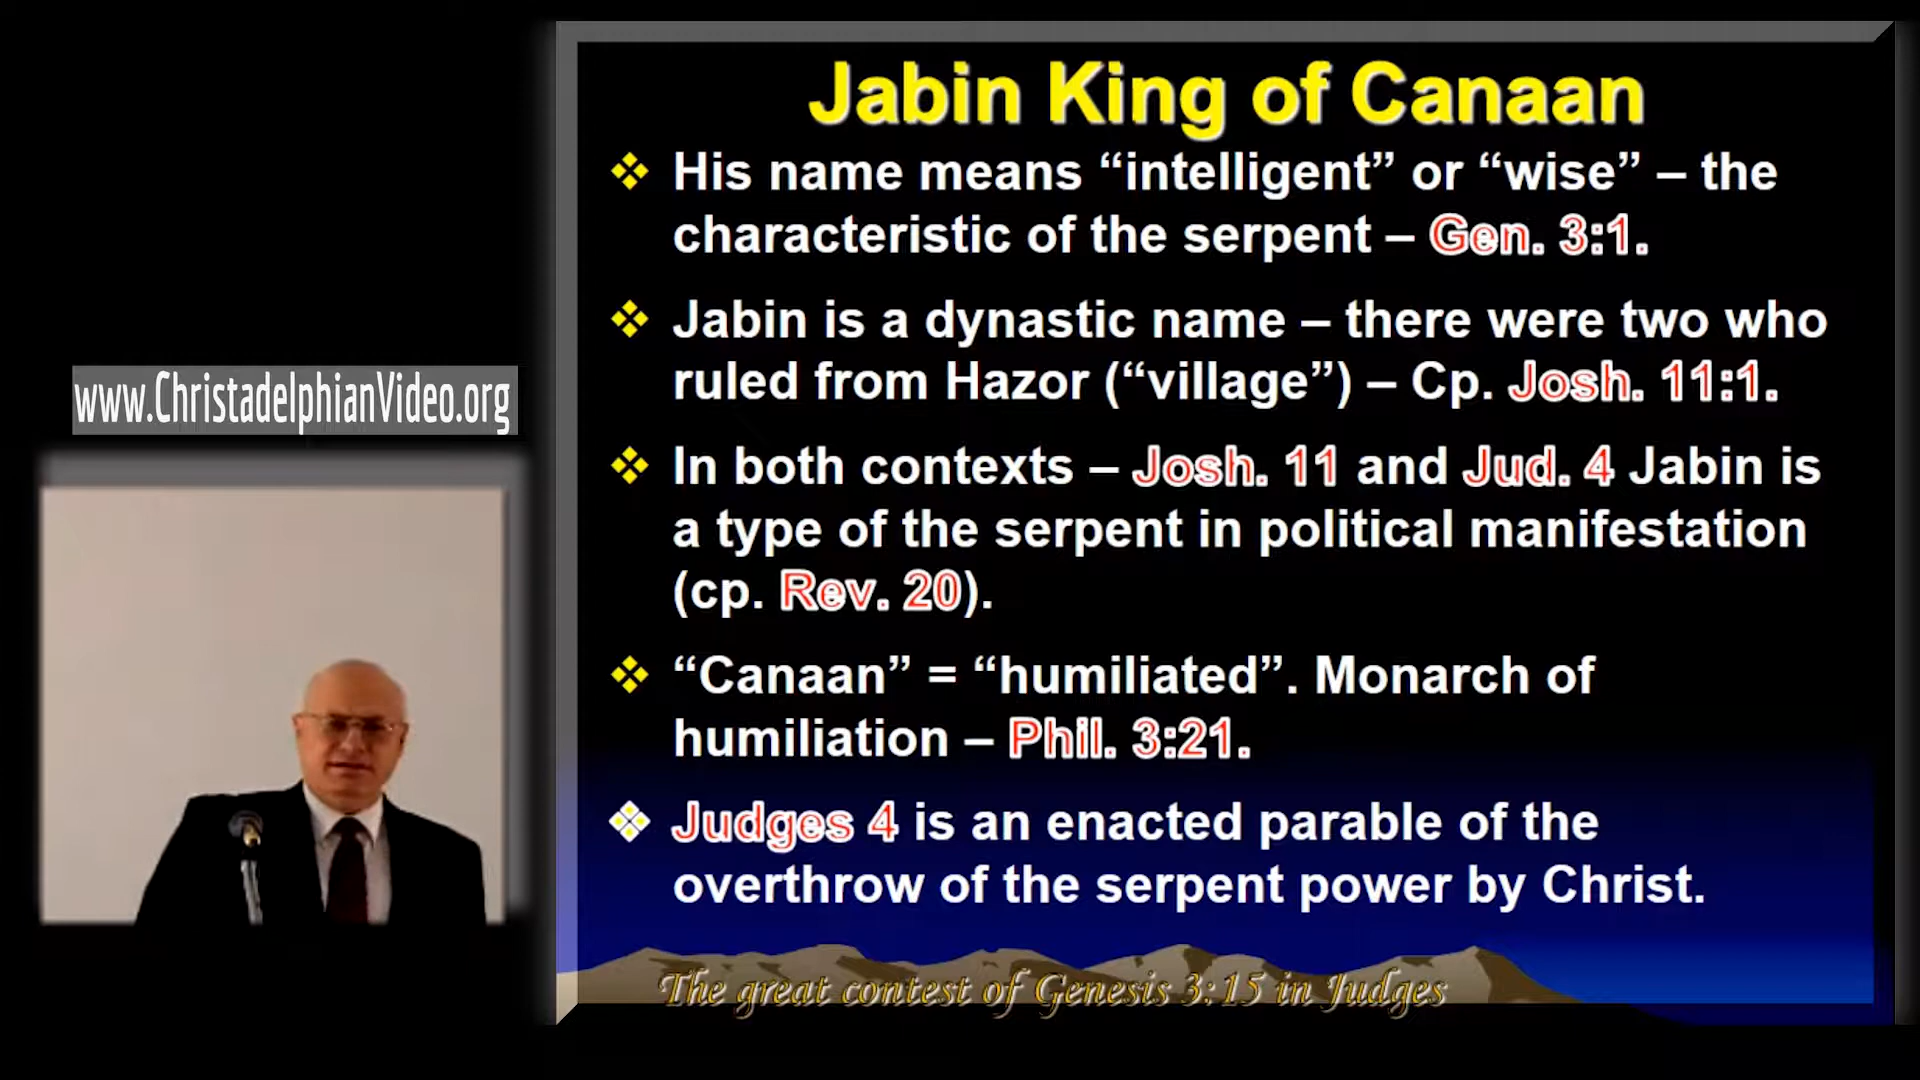 Jabin King of Canaan
His name means “intelligent” or “wise” – the
characteristic of the serpent – Gen. 3:1.
Jabin is a dynastic name – there were two who
ruled from Hazor (“village”) – Cp. Josh. 11:1.
In both contexts – Josh. 11 and Jud. 4 Jabin is
a type of the serpent in political manifestation
(cp. Rev. 20).
“Canaan” = “humiliated”. Monarch of
humiliation – Phil. 3:21.
Judges 4 is an enacted parable of the
overthrow of the serpent power by Christ.
The great contest of Genesis 3:15 in Judges
www.ChristadelphianVideo.org